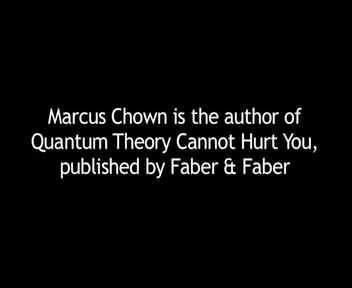 Marcus Chown is the author of
Quantum Theory Cannot Hurt You,
published by Faber & Faber